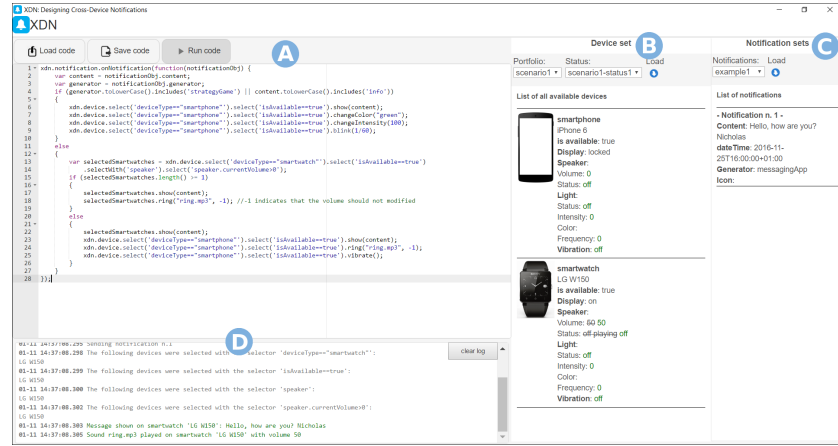 XDN: Designing Cross-Device Notifications
XDN
Load code
Save code
Run code
A
1 xdn.notification.onNotification(function(notificationObj) {
2 var content = notificationObj.content;
3 var generator = notificationObj.generator;
4 if (generator.toLowerCase().includes('strategyGame') || content.toLowerCase().includes('info'))
5 {
6 xdn.device.select('deviceType=="smartphone"').select('isAvailable==true').show(content);
7 xdn.device.select('deviceType=="smartphone"').select('isAvailable==true').changeColor("green");
8 xdn.device.select('deviceType=="smartphone"').select('isAvailable==true').changeIntensity(100);
9 xdn.device.select('deviceType=="smartphone"').select('isAvailable==true').blink(1/60);
10 }
11 else
12 {
13 var selectedSmartwatches = xdn.device.select('deviceType=="smartwatch"').select('isAvailable==true')
14 .selectWith('speaker').select('speaker.currentVolume>0');
15 if (selectedSmartwatches.length() >= 1)
16 {
17 selectedSmartwatches.show(content);
18 selectedSmartwatches.ring("ring.mp3", -1); //-1 indicates that the volume should not modified
19 }
20 else
21 {
22 selectedSmartwatches.show(content);
23 xdn.device.select('deviceType=="smartphone"').select('isAvailable==true').show(content);
24 xdn.device.select('deviceType=="smartphone"').select('isAvailable==true').ring("ring.mp3", -1);
25 xdn.device.select('deviceType=="smartphone"').select('isAvailable==true').vibrate();
26 }
27 }
28 });
D
clear log
01-11 14:37:08.295 Sending notification n.1
01-11 14:37:08.298 The following devices were selected with selector 'deviceType=="smartwatch"':
LG W150
01-11 14:37:08.299 The following devices were selected with the selector 'isAvailable==true':
LG W150
01-11 14:37:08.300 The following devices were selected with the selector 'speaker':
LG W150
01-11 14:37:08.302 The following devices were selected with the selector 'speaker.currentVolume>0':
LG W150
01-11 14:37:08.303 Message shown on smartwatch 'LG W150': Hello, how are you? Nicholas
01-11 14:37:08.305 Sound ring.mp3 played on smartwatch 'LG W150' with volume 50
Device set
B
Portfolio: Status: Load
scenario1 scenario1-status1
List of all available devices
smartphone
iPhone 6
is available: true
Display: locked
Speaker:
Volume: 0
Status: off
Light:
Status: off
Intensity: 0
Color:
Frequency: 0
Vibration: off
smartwatch
LG W150
is available: true
Display: on
Speaker:
Volume: 50 50
Status: off playing off
Light:
Status: off
Intensity: 0
Color:
Frequency: 0
Vibration: off
Notification sets
C
Notifications: Load
example1
List of notifications
- Notification n. 1 -
Content: Hello, how are you?
Nicholas
dateTime: 2016-11-
25T16:00:00+01:00
Generator: messagingApp
Icon: